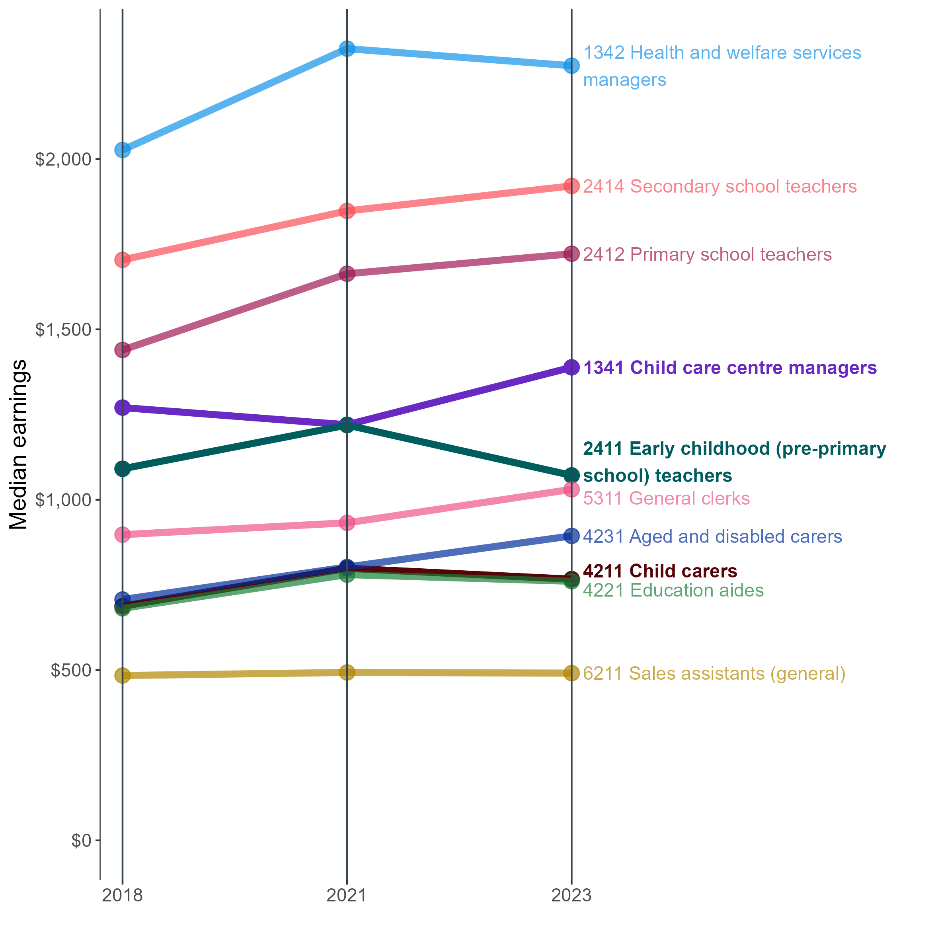 1342 Health and welfare services
managers
$2,000
2414 Secondary school teachers
2412 Primary school teachers
$1,500
1341 Child care centre managers
Median earnings
2411 Early childhood (pre-primary
school) teachers
$1,000
5311 General clerks
4231 Aged and disabled carers
4211 Child carers
4221 Education aides
$500
6211 Sales assistants (general)
$0
2018
2021
2023